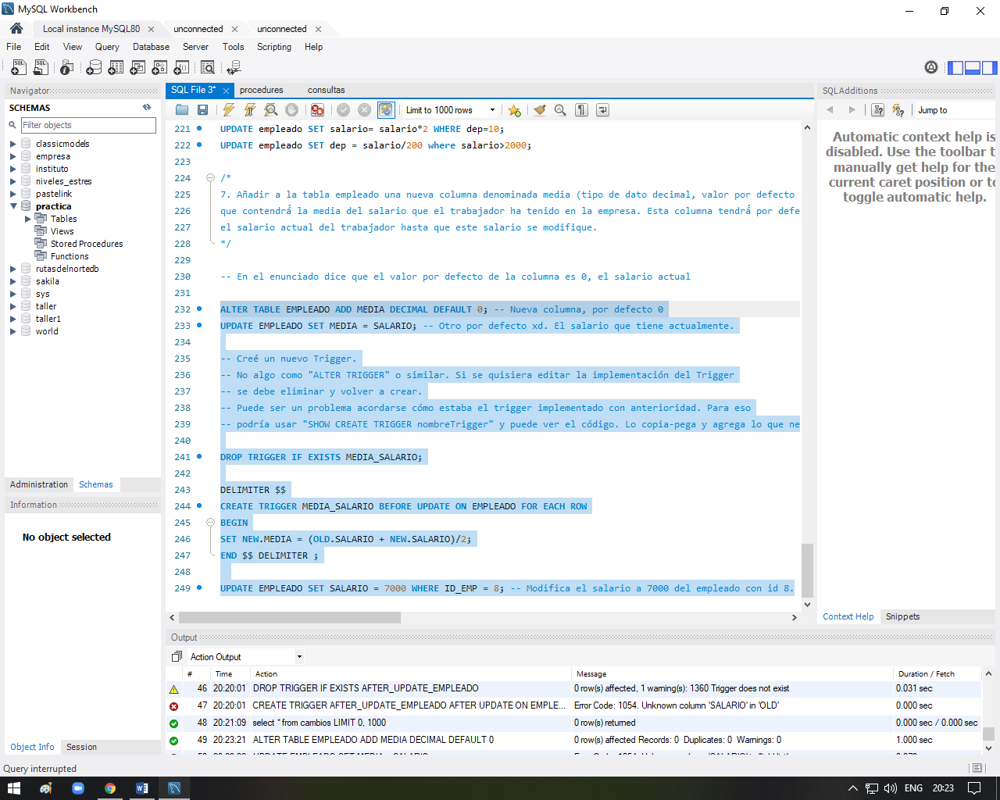 MySQL Workbench
Local instance MySQL80
unconnected
unconnected
File Edit View Query Database Server Tools Scripting Help
Navigator
SCHEMAS
Filter objects
classicmodels
empresa
instituto
niveles_estres
pastelink
practica
Tables
Views
Stored Procedures
Functions
rutasdelnortedb
sakila
sys
taller
taller1
world
Administration Schemas
Information
No object selected
Object Info Session
Query interrupted
SQL File 3* procedures consultas
Limit to 1000 rows
221 UPDATE empleado SET salario= salario*2 WHERE dep=10;
222 UPDATE empleado SET dep = salario/200 where salario>2000;
223
224 /*
225 7. Añadir a la tabla empleado una nueva columna denominada media (tipo de dato decimal, valor por defecto
226 que contendrá la media del salario que el trabajador ha tenido en la empresa. Esta columna tendrá por defe
227 el salario actual del trabajador hasta que este salario se modifique.
228 */
229
230 -- En el enunciado dice que el valor por defecto de la columna es 0, el salario actual
231
232 ALTER TABLE EMPLEADO ADD MEDIA DECIMAL DEFAULT 0; -- Nueva columna, por defecto 0
233 UPDATE EMPLEADO SET MEDIA = SALARIO; -- Otro por defecto xd. El salario que tiene actualmente.
234
235 -- Creé un nuevo Trigger.
236 -- No algo como "ALTER TRIGGER" o similar. Si se quisiera editar la implementación del Trigger
237 -- se debe eliminar y volver a crear.
238 -- Puede ser un problema acordarse cómo estaba el trigger implementado con anterioridad. Para eso
239 -- podría usar "SHOW CREATE TRIGGER nombreTrigger" y puede ver el código. Lo copia-pega y agrega lo que ne
240
241 DROP TRIGGER IF EXISTS MEDIA_SALARIO;
242
243 DELIMITER $$
244 CREATE TRIGGER MEDIA_SALARIO BEFORE UPDATE ON EMPLEADO FOR EACH ROW
245 BEGIN
246 SET NEW.MEDIA = (OLD.SALARIO + NEW.SALARIO)/2;
247 END $$ DELIMITER ;
248
249 UPDATE EMPLEADO SET SALARIO = 7000 WHERE ID_EMP = 8; -- Modifica el salario a 7000 del empleado con id 8.
SQLAdditions
Jump to
Automatic context help is
disabled. Use the toolbar t
manually get help for the
current caret position or to
toggle automatic help.
Context Help Snippets
Output
Action Output
# Time Action Message Duration / Fetch
46 20:20:01 DROP TRIGGER IF EXISTS AFTER_UPDATE_EMPLEADO 0 row(s) affected, 1 warning(s): 1360 Trigger does not exist 0.031 sec
47 20:20:01 CREATE TRIGGER AFTER_UPDATE_EMPLEADO AFTER UPDATE ON EMPLE... Error Code: 1054. Unknown column 'SALARIO' in 'OLD' 0.000 sec
48 20:21:09 select * from cambios LIMIT 0, 1000 0 row(s) returned 0.000 sec / 0.000 sec
49 20:23:21 ALTER TABLE EMPLEADO ADD MEDIA DECIMAL DEFAULT 0 0 row(s) affected Records: 0 Duplicates: 0 Warnings: 0 1.000 sec
ENG 20:23